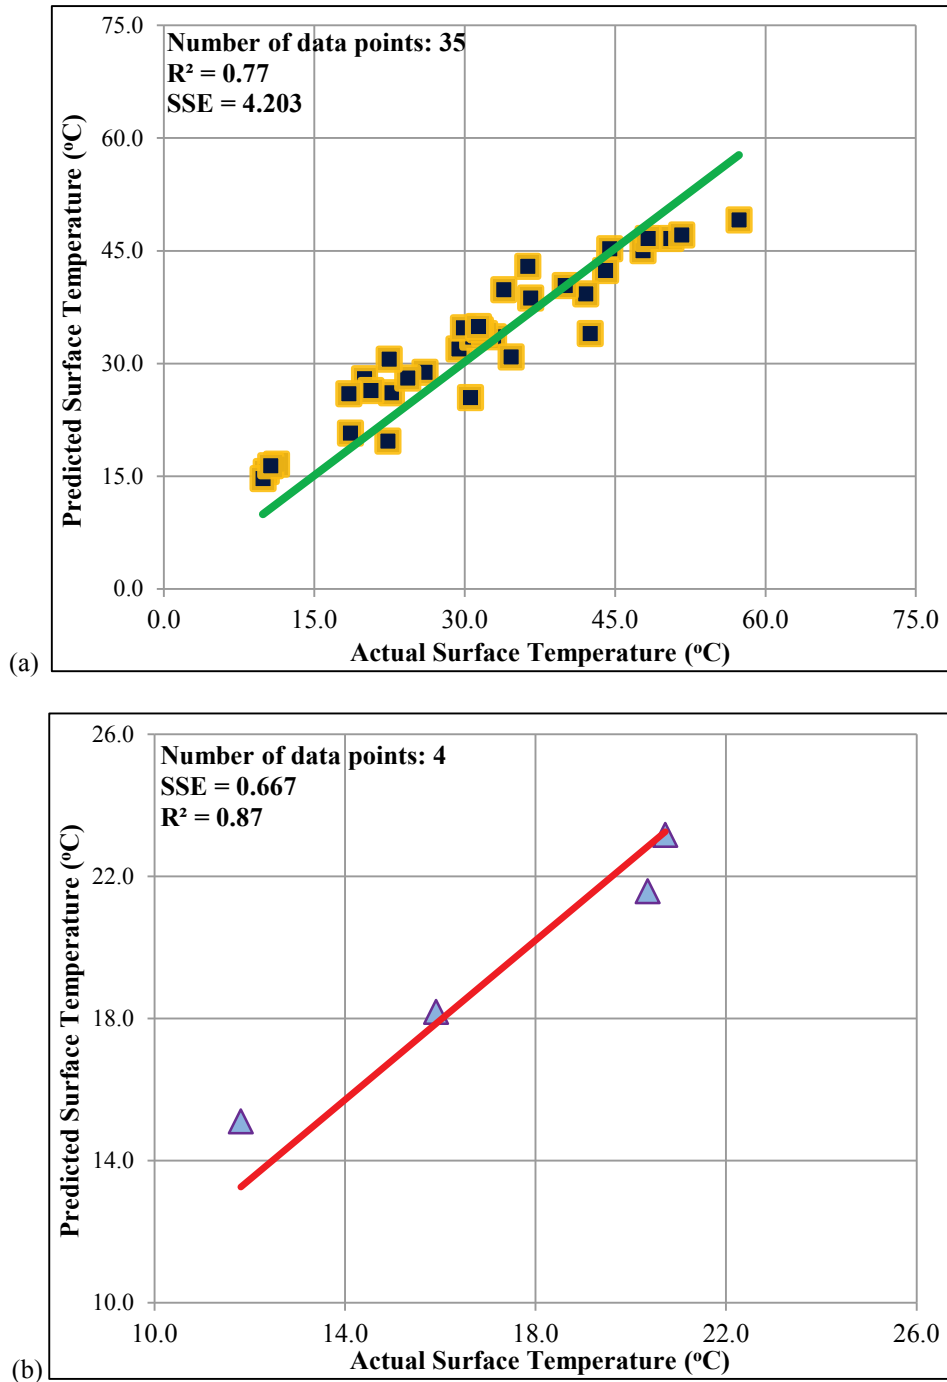 Number of data points: 35
R² = 0.77
SSE = 4.203
75.0
60.0
45.0
30.0
15.0
0.0
Predicted Surface Temperature (ᵒC)
0.0 15.0 30.0 45.0 60.0 75.0
Actual Surface Temperature (ᵒC)
(a)
Number of data points: 4
SSE = 0.667
R² = 0.87
26.0
22.0
18.0
14.0
10.0
Predicted Surface Temperature (ᵒC)
10.0 14.0 18.0 22.0 26.0
Actual Surface Temperature (ᵒC)
(b)